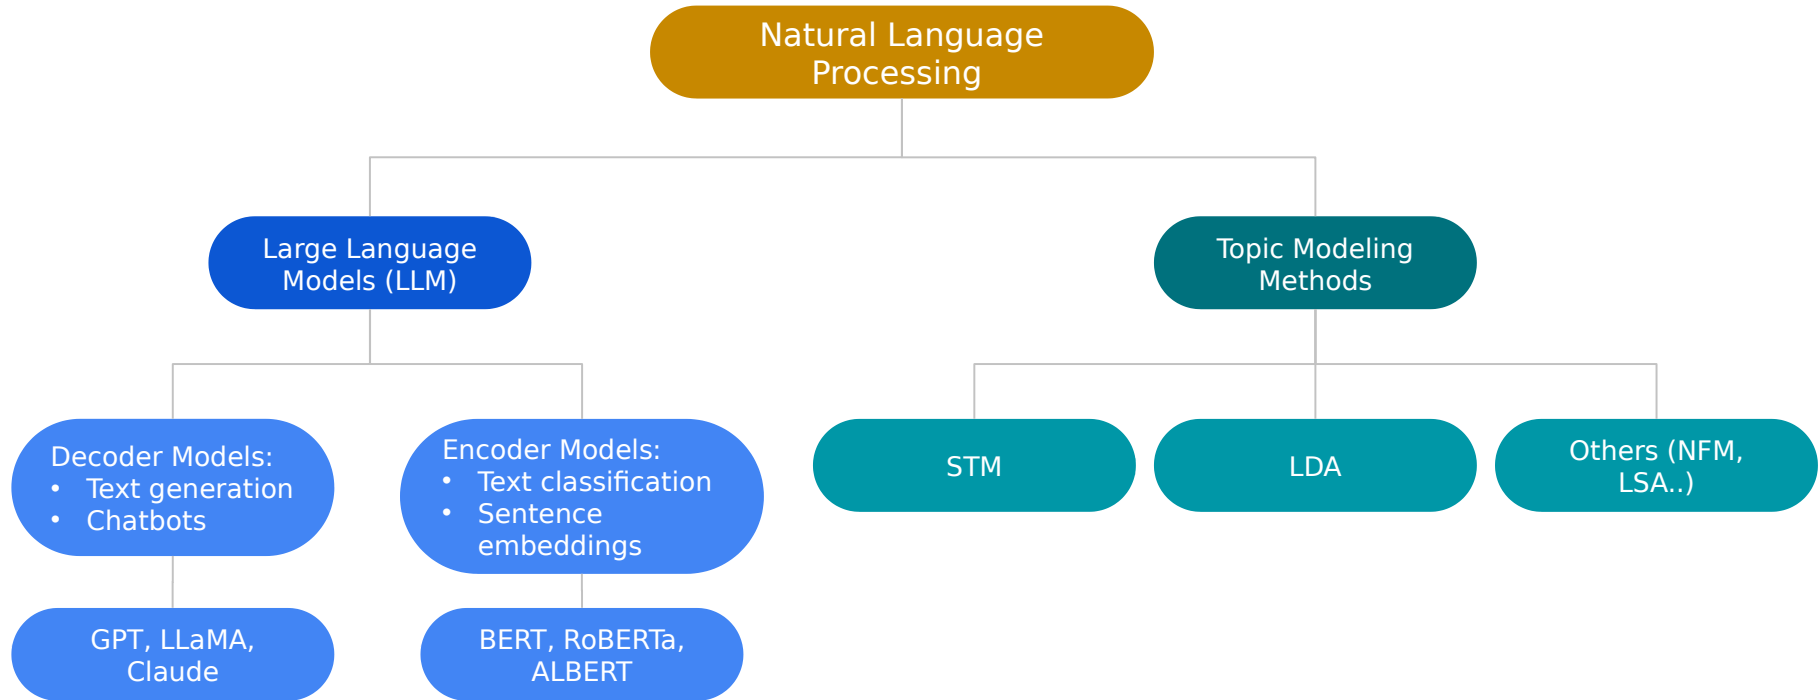 Natural Language
Processing
Large Language
Models (LLM)
Topic Modeling
Methods
Decoder Models:
• Text generation
• Chatbots
Encoder Models:
• Text classification
• Sentence
embeddings
STM
LDA
Others (NFM,
LSA..)
GPT, LLaMA,
Claude
BERT, RoBERTa,
ALBERT